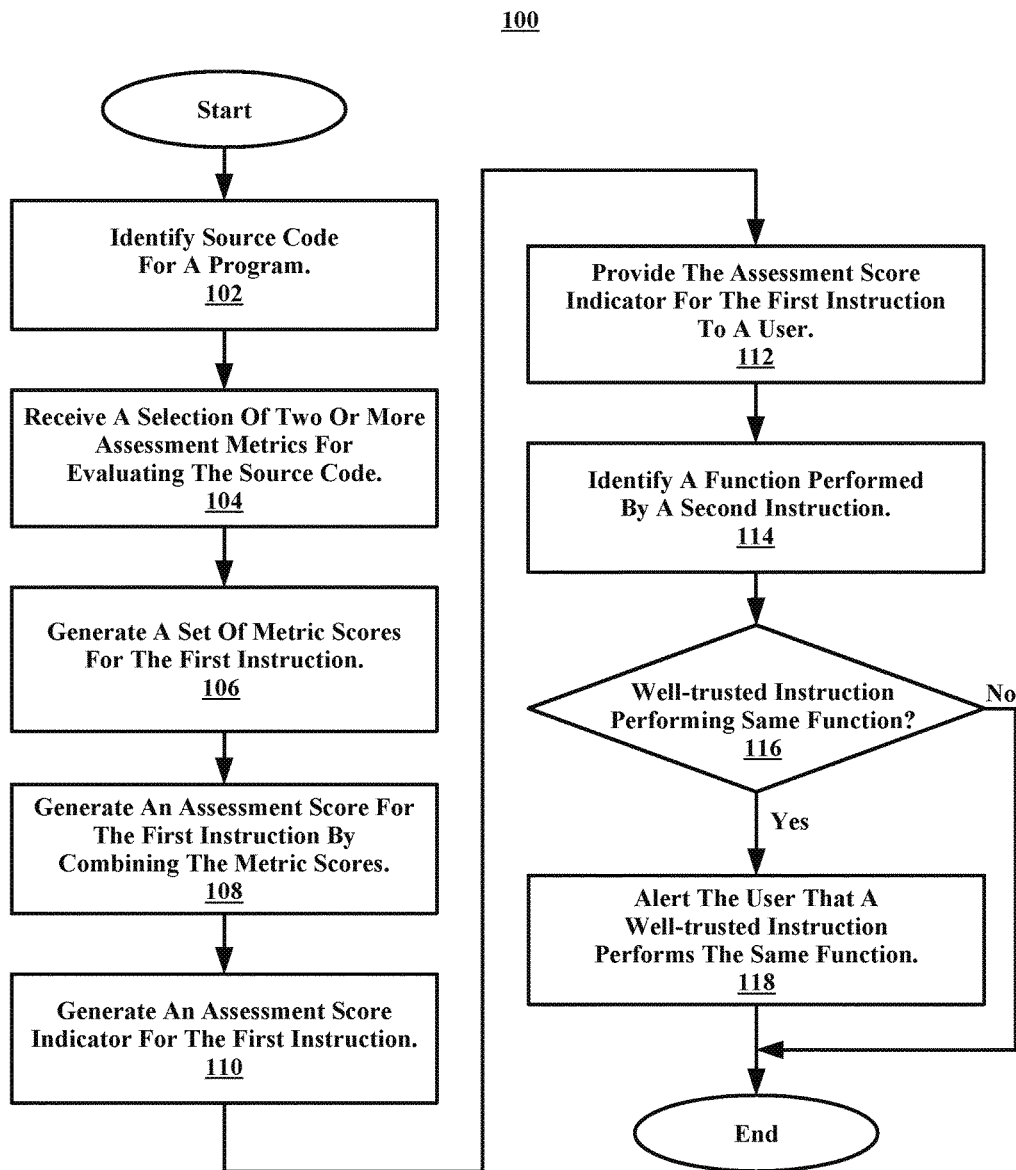 100
Start
Identify Source Code
For A Program.
102
Receive A Selection Of Two Or More
Assessment Metrics For
Evaluating The Source Code.
104
Generate A Set Of Metric Scores
For The First Instruction.
106
Generate An Assessment Score For
The First Instruction By
Combining The Metric Scores.
108
Generate An Assessment Score
Indicator For The First Instruction.
110
Provide The Assessment Score
Indicator For The First Instruction
To A User.
112
Identify A Function Performed
By A Second Instruction.
114
Well-trusted Instruction
Performing Same Function?
116
No
Yes
Alert The User That A
Well-trusted Instruction
Performs The Same Function.
118
End